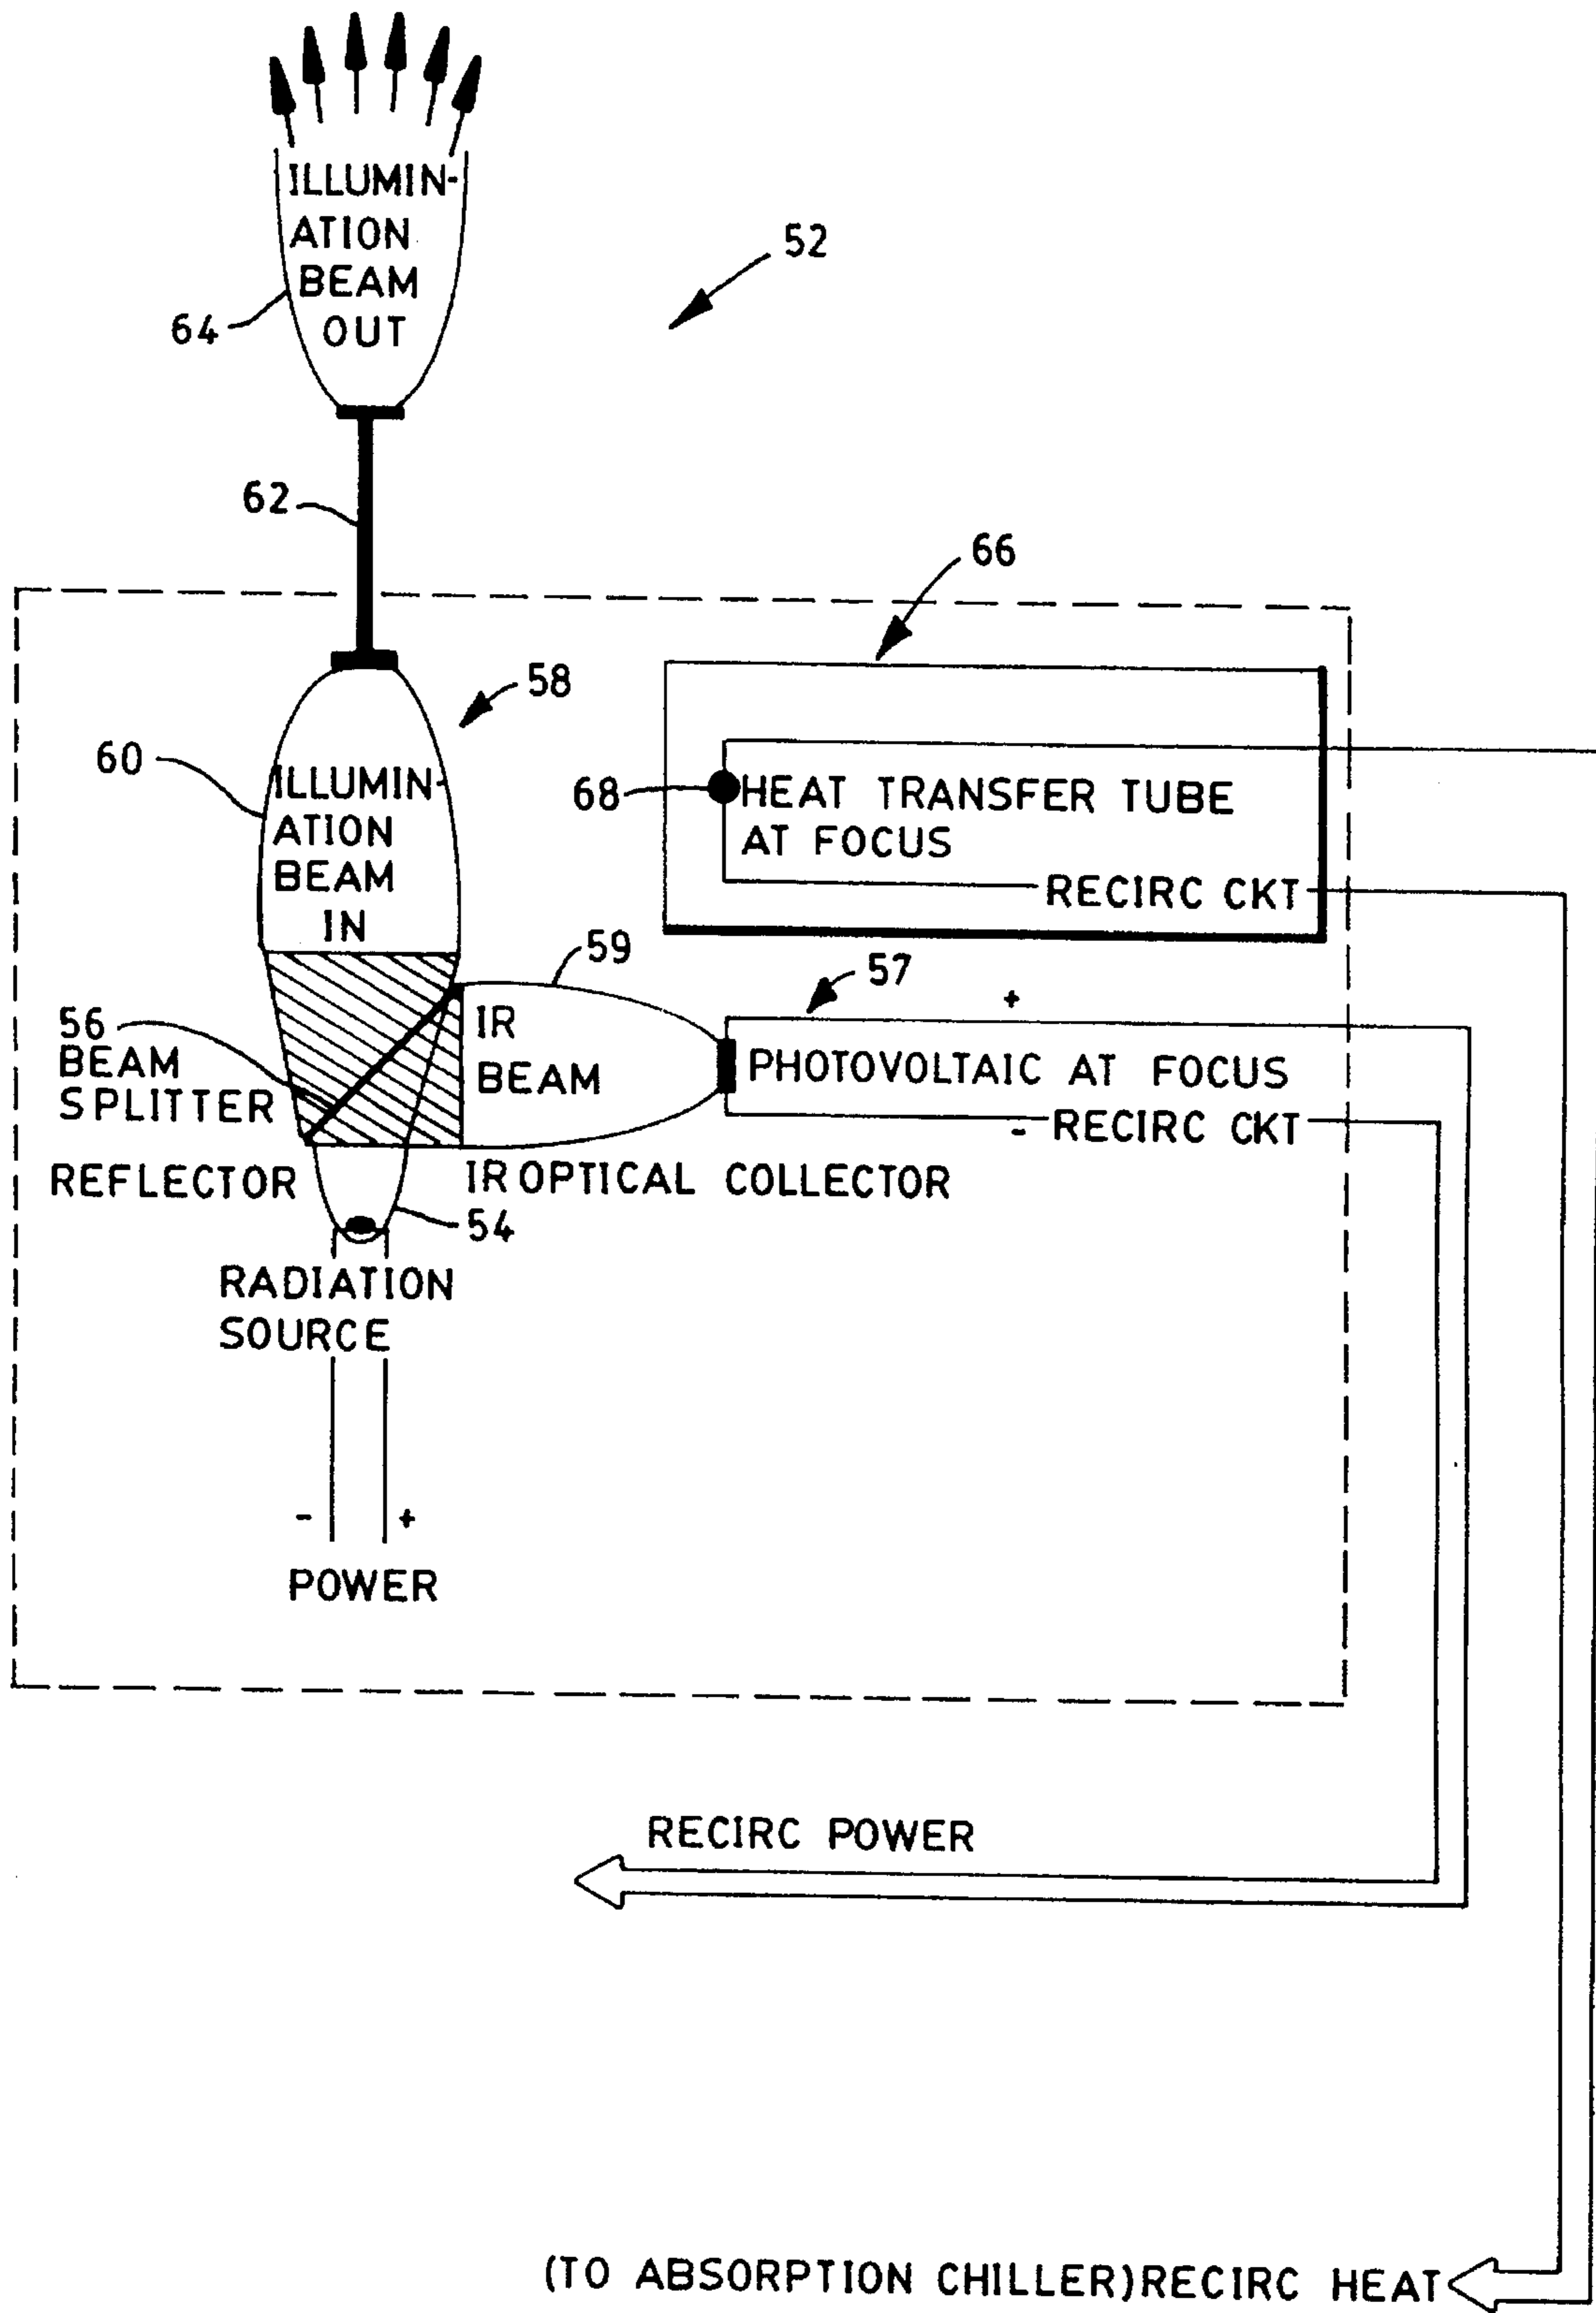 ILLUMIN-
ATION
BEAM
OUT
52
64
62
66
58
60
ILLUMIN-
ATION
BEAM
IN
68
HEAT TRANSFER TUBE
AT FOCUS
RECIRC CKT
59
57
56
BEAM
SPLITTER
IR
BEAM
+
PHOTOVOLTAIC AT FOCUS
- RECIRC CKT
REFLECTOR
IR OPTICAL COLLECTOR
54
RADIATION
SOURCE
- +
POWER
RECIRC POWER
(TO ABSORPTION CHILLER) RECIRC HEAT